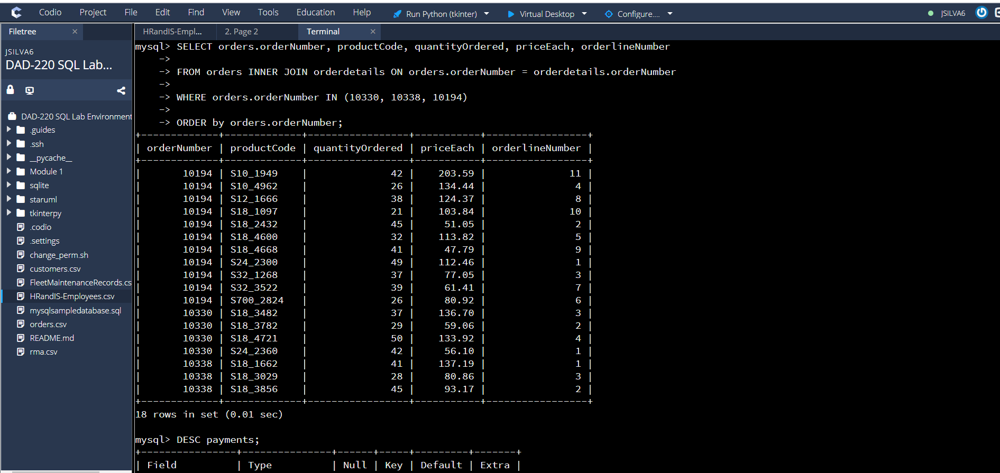 Codio Project File Edit Find View Tools Education Help Run Python (tkinter) Virtual Desktop Configure.... JSILVA6
Filetree × HRandIS-Empl... 2. Page 2 Terminal ×
JSILVA6
DAD-220 SQL Lab...
DAD-220 SQL Lab Environment
.guides
.ssh
__pycache__
Module 1
sqlite
staruml
tkinterpy
.codio
.settings
change_perm.sh
customers.csv
FleetMaintenanceRecords.cs
HRandIS-Employees.csv
mysqlsampledatabase.sql
orders.csv
README.md
rma.csv
mysql> SELECT orders.orderNumber, productCode, quantityOrdered, priceEach, orderlineNumber
    ->
    -> FROM orders INNER JOIN orderdetails ON orders.orderNumber = orderdetails.orderNumber
    ->
    -> WHERE orders.orderNumber IN (10330, 10338, 10194)
    ->
    -> ORDER by orders.orderNumber;
+-------------+-------------+-----------------+-----------+-----------------+
| orderNumber | productCode | quantityOrdered | priceEach | orderlineNumber |
+-------------+-------------+-----------------+-----------+-----------------+
|       10194 | S10_1949    |              42 |    203.59 |              11 |
|       10194 | S10_4962    |              26 |    134.44 |               4 |
|       10194 | S12_1666    |              38 |    124.37 |               8 |
|       10194 | S18_1097    |              21 |    103.84 |              10 |
|       10194 | S18_2432    |              45 |     51.05 |               2 |
|       10194 | S18_4600    |              32 |    113.82 |               5 |
|       10194 | S18_4668    |              41 |     47.79 |               9 |
|       10194 | S24_2300    |              49 |    112.46 |               1 |
|       10194 | S32_1268    |              37 |     77.05 |               3 |
|       10194 | S32_3522    |              39 |     61.41 |               7 |
|       10194 | S700_2824   |              26 |     80.92 |               6 |
|       10330 | S18_3482    |              37 |    136.70 |               3 |
|       10330 | S18_3782    |              29 |     59.06 |               2 |
|       10330 | S18_4721    |              50 |    133.92 |               4 |
|       10330 | S24_2360    |              42 |     56.10 |               1 |
|       10338 | S18_1662    |              41 |    137.19 |               1 |
|       10338 | S18_3029    |              28 |     80.86 |               3 |
|       10338 | S18_3856    |              45 |     93.17 |               2 |
+-------------+-------------+-----------------+-----------+-----------------+
18 rows in set (0.01 sec)
mysql> DESC payments;
+----------------+---------------+------+-----+---------+-------+
| Field          | Type          | Null | Key | Default | Extra |